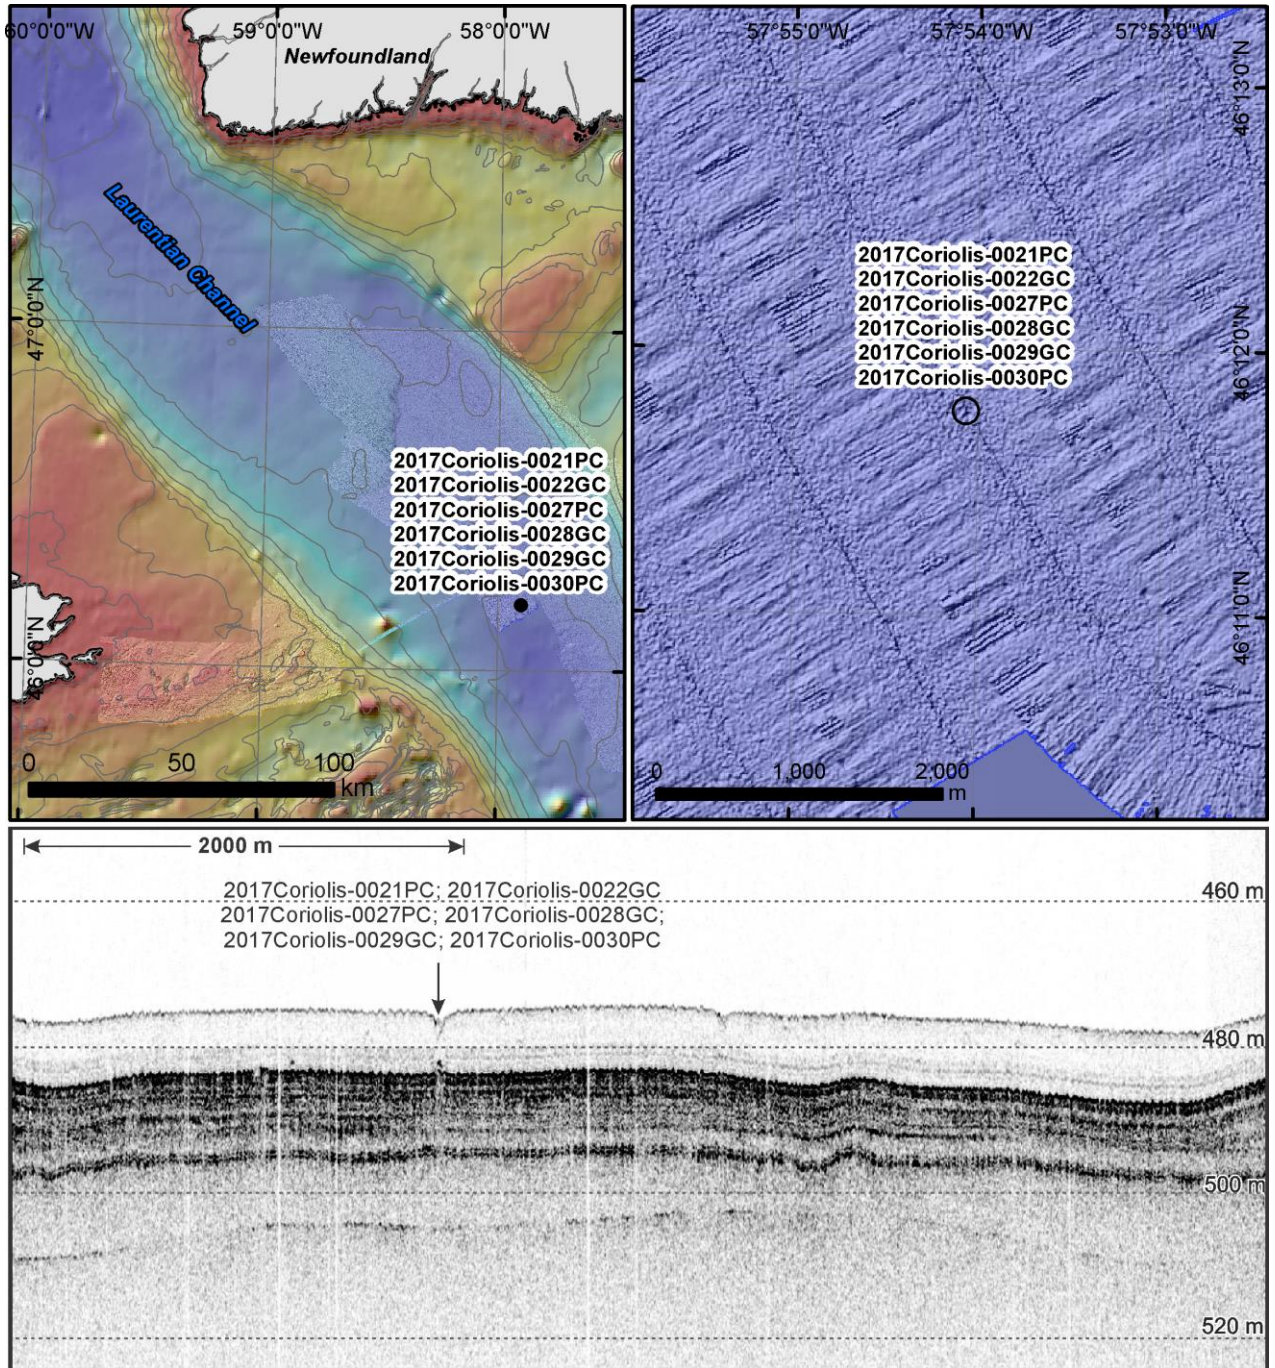 60°0'0"W
59°0'0"W
58°0'0"W
Newfoundland
Laurentian Channel
47°0'0"N
46°0'0"N
2017Coriolis-0021PC
2017Coriolis-0022GC
2017Coriolis-0027PC
2017Coriolis-0028GC
2017Coriolis-0029GC
2017Coriolis-0030PC
0 50 100
km
57°55'0"W
57°54'0"W
57°53'0"W
46°13'0"N
46°12'0"N
46°11'0"N
2017Coriolis-0021PC
2017Coriolis-0022GC
2017Coriolis-0027PC
2017Coriolis-0028GC
2017Coriolis-0029GC
2017Coriolis-0030PC
0 1,000 2,000
m
2000 m
2017Coriolis-0021PC; 2017Coriolis-0022GC
2017Coriolis-0027PC; 2017Coriolis-0028GC;
2017Coriolis-0029GC; 2017Coriolis-0030PC
460 m
480 m
500 m
520 m